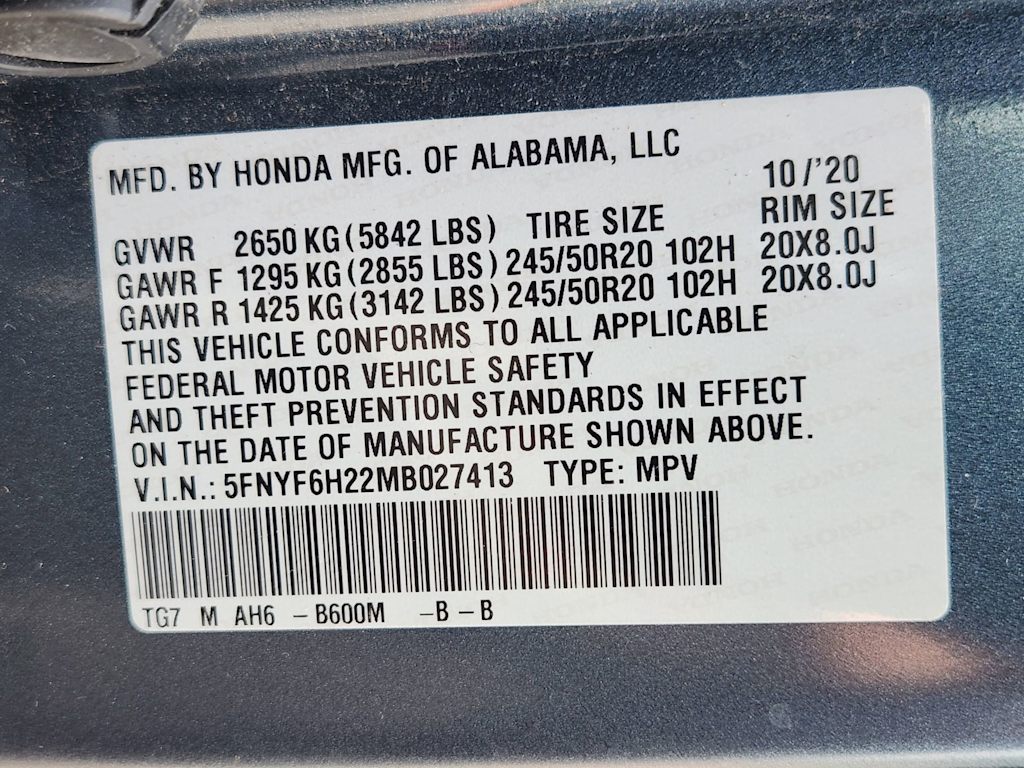 MFD. BY HONDA MFG. OF ALABAMA, LLC 10/'20
GVWR 2650 KG (5842 LBS) TIRE SIZE RIM SIZE
GAWR F 1295 KG (2855 LBS) 245/50R20 102H 20X8.0J
GAWR R 1425 KG (3142 LBS) 245/50R20 102H 20X8.0J
THIS VEHICLE CONFORMS TO ALL APPLICABLE
FEDERAL MOTOR VEHICLE SAFETY
AND THEFT PREVENTION STANDARDS IN EFFECT
ON THE DATE OF MANUFACTURE SHOWN ABOVE.
V.I.N.: 5FNYF6H22MB027413 TYPE: MPV
TG7 M AH6 - B600M -B - B